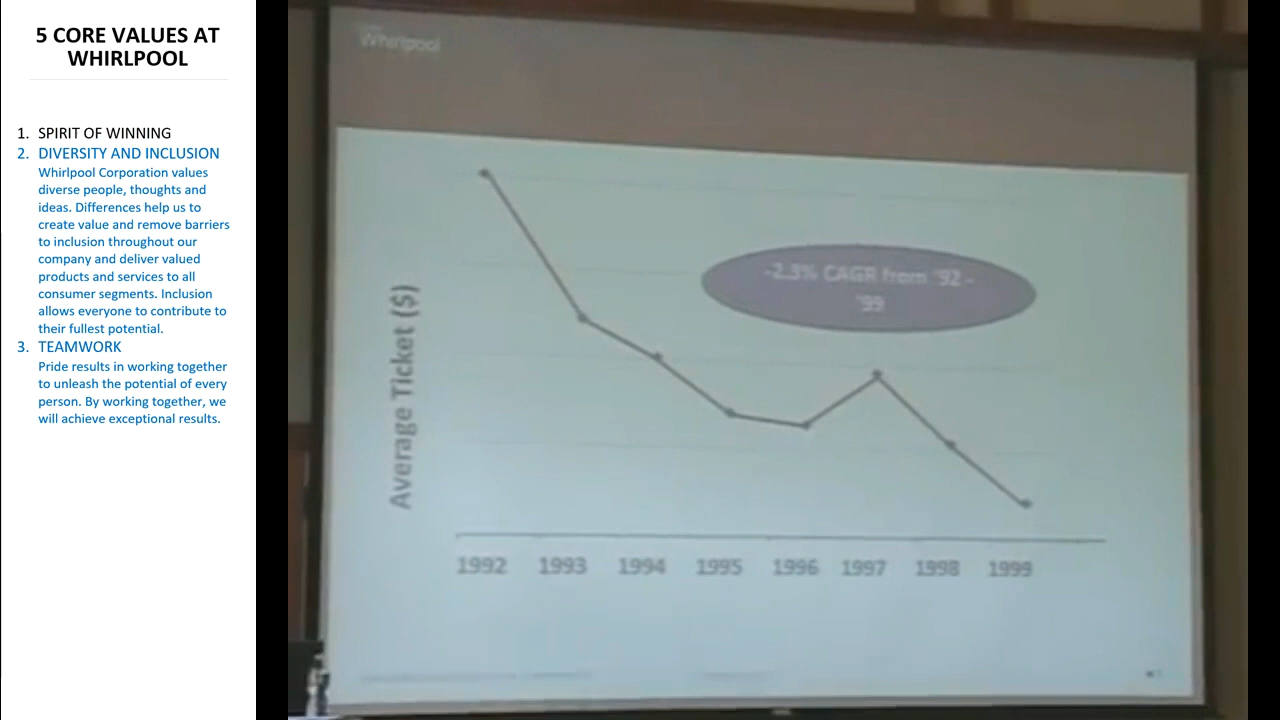 5 CORE VALUES AT
WHIRLPOOL
1. SPIRIT OF WINNING
2. DIVERSITY AND INCLUSION
Whirlpool Corporation values
diverse people, thoughts and
ideas. Differences help us to
create value and remove barriers
to inclusion throughout our
company and deliver valued
products and services to all
consumer segments. Inclusion
allows everyone to contribute to
their fullest potential.
3. TEAMWORK
Pride results in working together
to unleash the potential of every
person. By working together, we
will achieve exceptional results.
Whirlpool
-2.3% CAGR from '92 -
'99
Average Ticket ($)
1992 1993 1994 1995 1996 1997 1998 1999